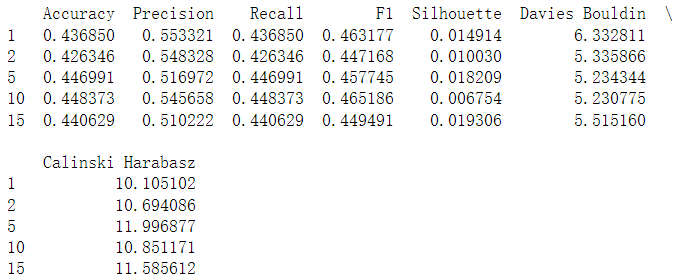 Accuracy Precision Recall F1 Silhouette Davies Bouldin \
1 0.436850 0.553321 0.436850 0.463177 0.014914 6.332811
2 0.426346 0.548328 0.426346 0.447168 0.010030 5.335866
5 0.446991 0.516972 0.446991 0.457745 0.018209 5.234344
10 0.448373 0.545658 0.448373 0.465186 0.006754 5.230775
15 0.440629 0.510222 0.440629 0.449491 0.019306 5.515160
Calinski Harabasz
1 10.105102
2 10.694086
5 11.996877
10 10.851171
15 11.585612